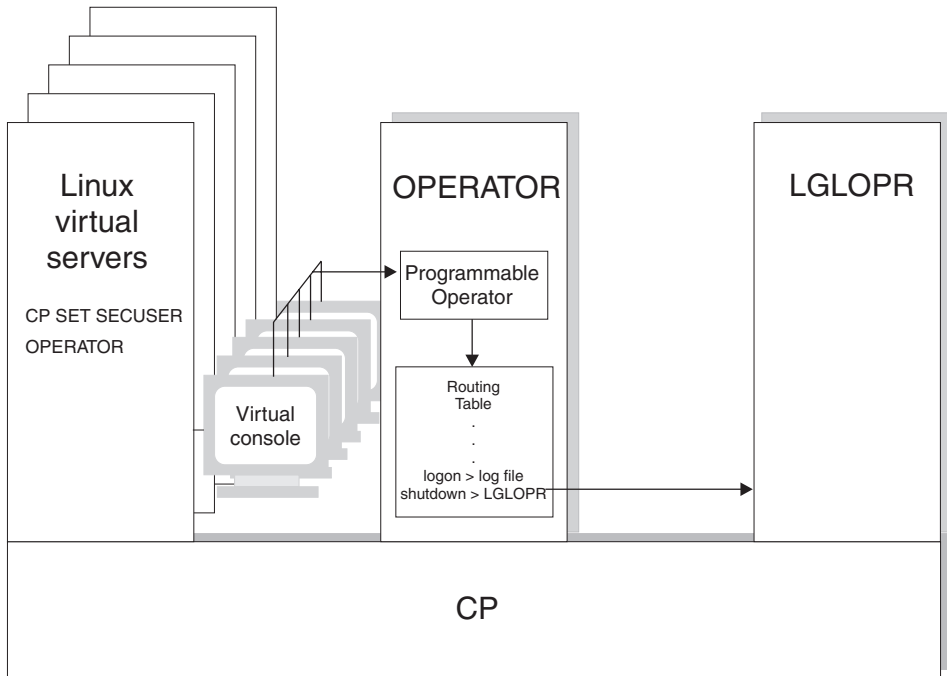 Linux
virtual
servers
CP SET SECUSER
OPERATOR
Virtual
console
OPERATOR
Programmable
Operator
Routing
Table
.
.
.
logon > log file
shutdown > LGLOPR
LGLOPR
CP